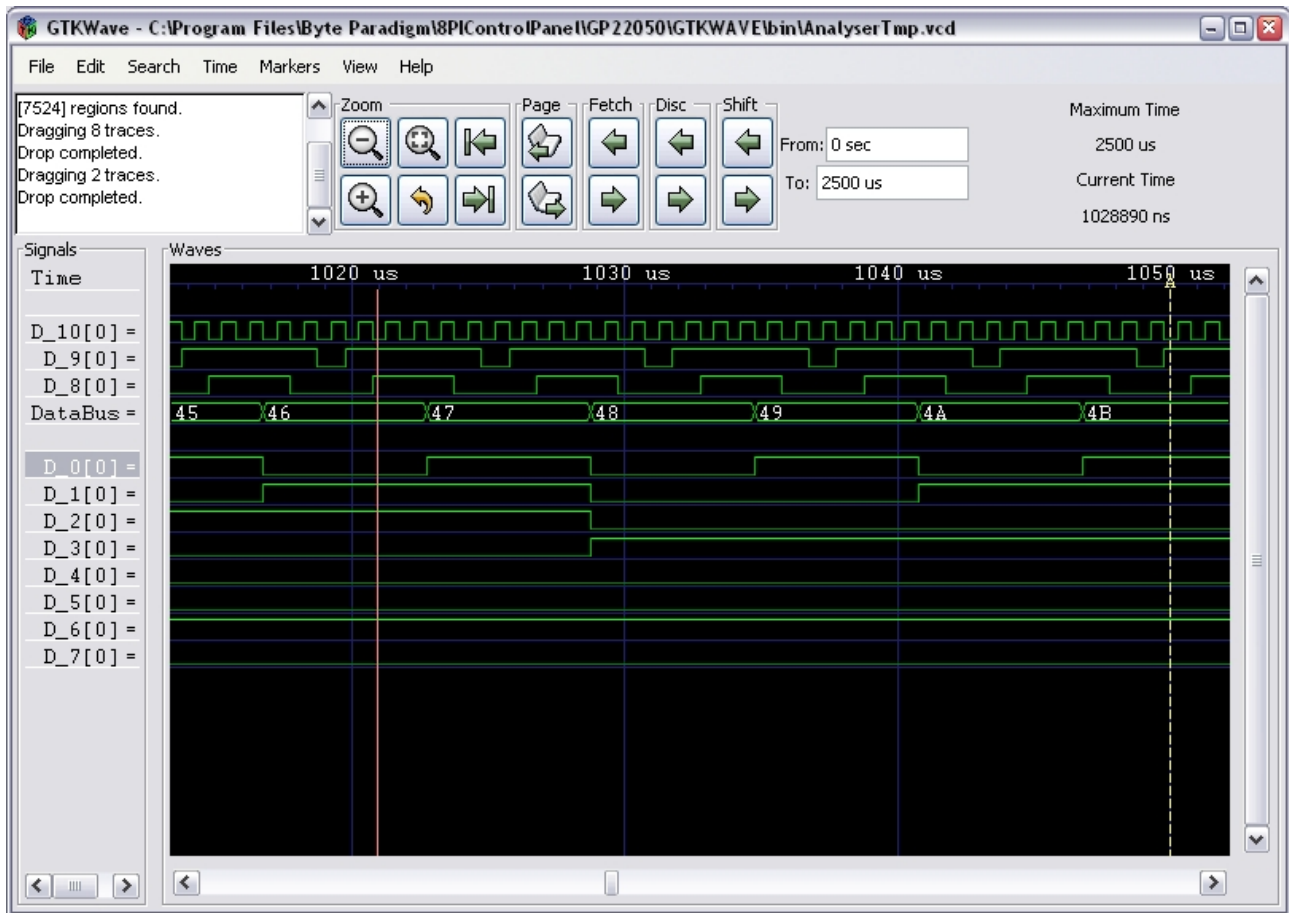 GTKWave - C:\Program Files\Byte Paradigm\8PIControlPanel\GP22050\GTKWAVE\bin\AnalyserTmp.vcd
File Edit Search Time Markers View Help
[7524] regions found.
Dragging 8 traces.
Drop completed.
Dragging 2 traces.
Drop completed.
Zoom Page Fetch Disc Shift
From: 0 sec
To: 2500 us
Maximum Time
2500 us
Current Time
1028890 ns
Signals
Waves
Time
1020 us 1030 us 1040 us 1050 us
A
D_10[0] =
D_9[0] =
D_8[0] =
DataBus = 45 46 47 48 49 4A 4B
D_0[0] =
D_1[0] =
D_2[0] =
D_3[0] =
D_4[0] =
D_5[0] =
D_6[0] =
D_7[0] =